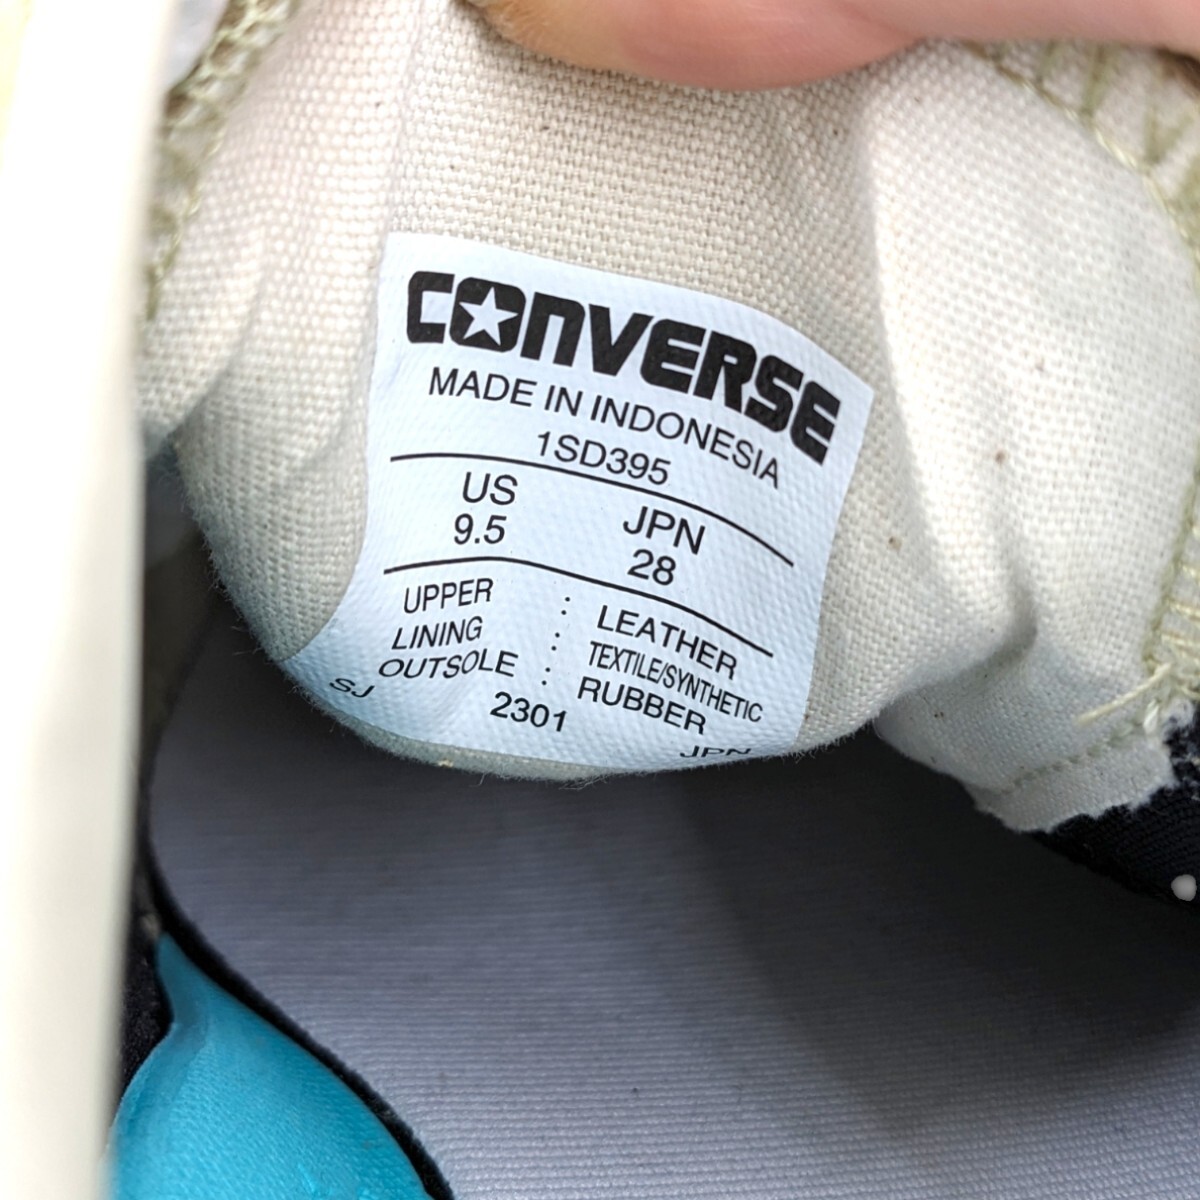 CONVERSE
MADE IN INDONESIA
1SD395
US JPN
9.5 28
UPPER : LEATHER
LINING : TEXTILE/SYNTHETIC
OUTSOLE : RUBBER
SJ 2301 JPN